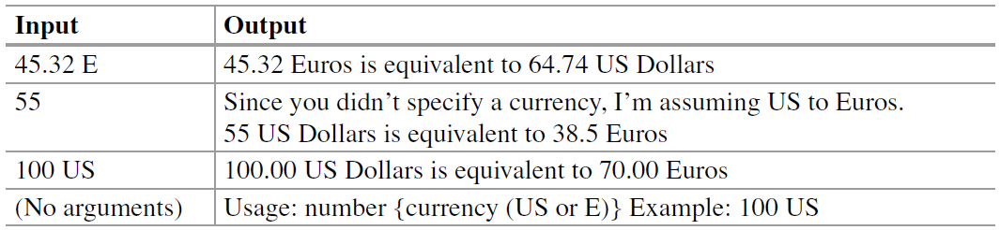 Input Output
45.32 E 45.32 Euros is equivalent to 64.74 US Dollars
55 Since you didn’t specify a currency, I’m assuming US to Euros.
55 US Dollars is equivalent to 38.5 Euros
100 US 100.00 US Dollars is equivalent to 70.00 Euros
(No arguments) Usage: number {currency (US or E)} Example: 100 US